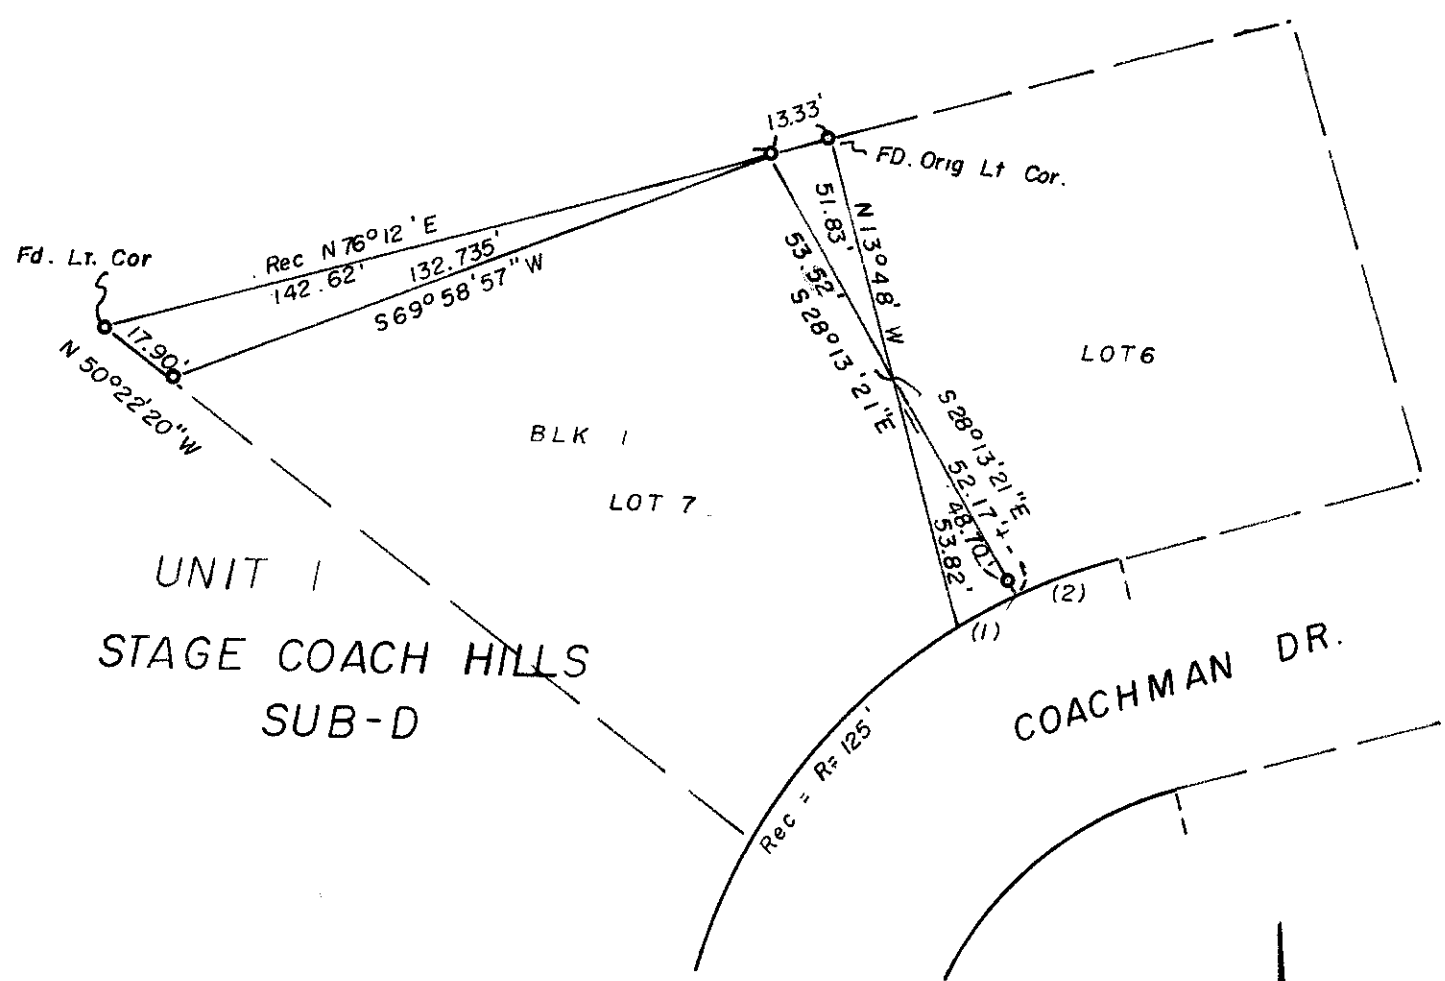 13.33'
FD. Orig Lt Cor.
Fd. Lt. Cor
Rec N 76° 12' E
142.62'
132.735'
S 69° 58' 57" W
17.90'
N 50° 22' 20" W
51.83'
N 13° 48' W
53.52'
S 28° 13' 21" E
LOT 6
BLK 1
LOT 7
S 28° 13' 21" E
52.17'±
48.70'
53.82'
(1)
(2)
UNIT 1
STAGE COACH HILLS
SUB-D
COACHMAN DR.
Rec = R= 125'